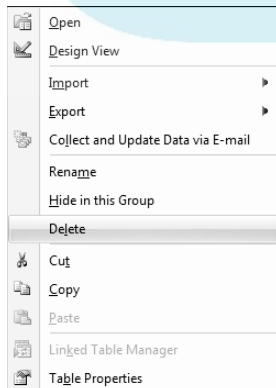 Open
Design View
Import
Export
Collect and Update Data via E-mail
Rename
Hide in this Group
Delete
Cut
Copy
Paste
Linked Table Manager
Table Properties